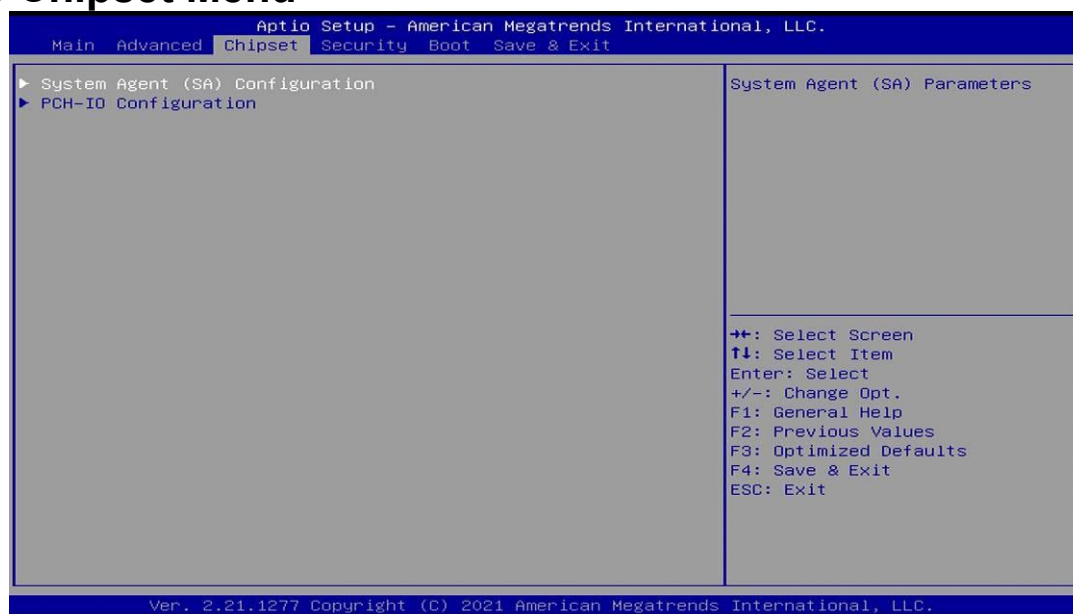 Chipset Menu
Aptio Setup – American Megatrends International, LLC.
Main Advanced Chipset Security Boot Save & Exit
► System Agent (SA) Configuration
► PCH-IO Configuration
System Agent (SA) Parameters
→←: Select Screen
↑↓: Select Item
Enter: Select
+/-: Change Opt.
F1: General Help
F2: Previous Values
F3: Optimized Defaults
F4: Save & Exit
ESC: Exit
Ver. 2.21.1277 Copyright (C) 2021 American Megatrends International, LLC.